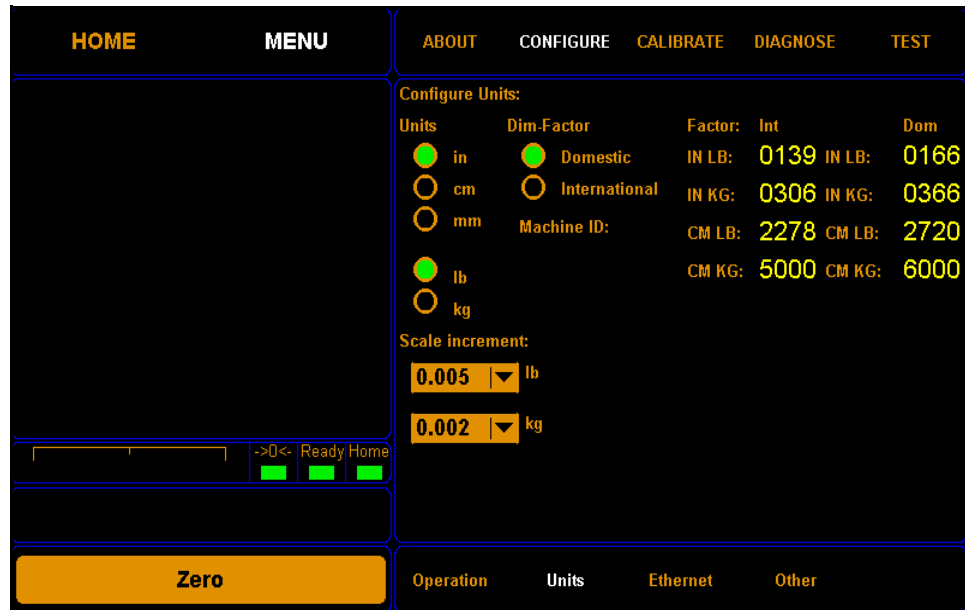 HOME MENU ABOUT CONFIGURE CALIBRATE DIAGNOSE TEST
Configure Units:
Units Dim-Factor Factor: Int Dom
in Domestic IN LB: 0139 IN LB: 0166
cm International IN KG: 0306 IN KG: 0366
mm Machine ID: CM LB: 2278 CM LB: 2720
lb CM KG: 5000 CM KG: 6000
kg
Scale increment:
0.005 lb
0.002 kg
->0<- Ready Home
Zero Operation Units Ethernet Other